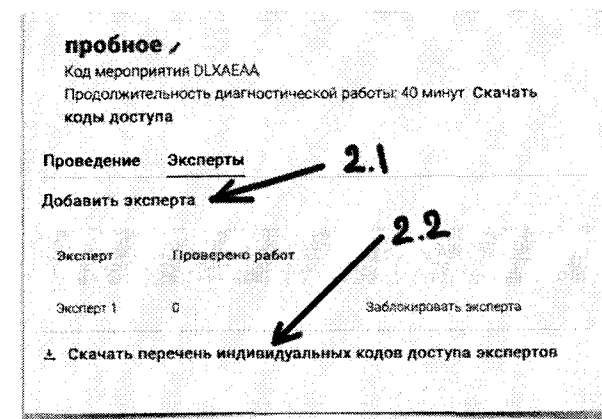 пробное
Код мероприятия DLXAEAA
Продолжительность диагностической работы: 40 минут Скачать
коды доступа
Проведение Эксперты 2.1
Добавить эксперта
2.2
Эксперт Проверено работ
Эксперт 1 0 Заблокировать эксперта
Скачать перечень индивидуальных кодов доступа экспертов